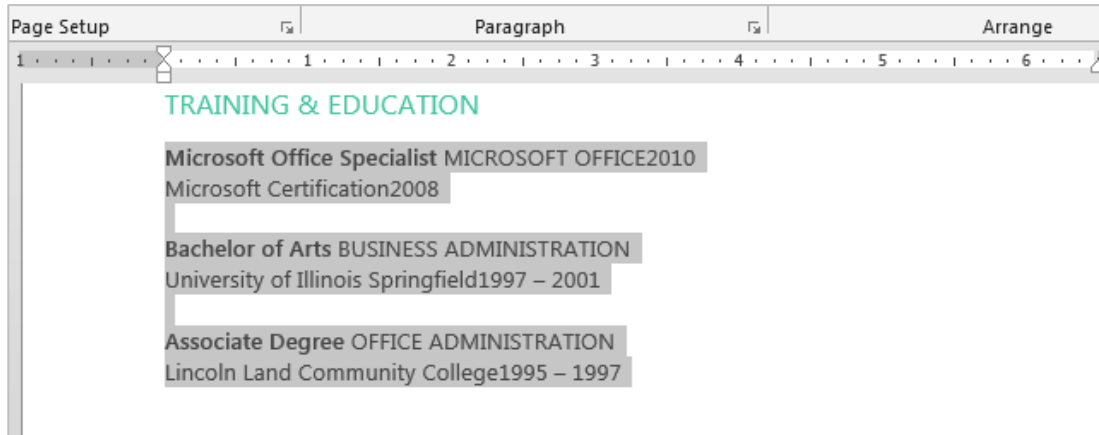 Page Setup Paragraph Arrange
1 1 2 3 4 5 6
TRAINING & EDUCATION
Microsoft Office Specialist MICROSOFT OFFICE2010
Microsoft Certification2008
Bachelor of Arts BUSINESS ADMINISTRATION
University of Illinois Springfield1997 – 2001
Associate Degree OFFICE ADMINISTRATION
Lincoln Land Community College1995 – 1997